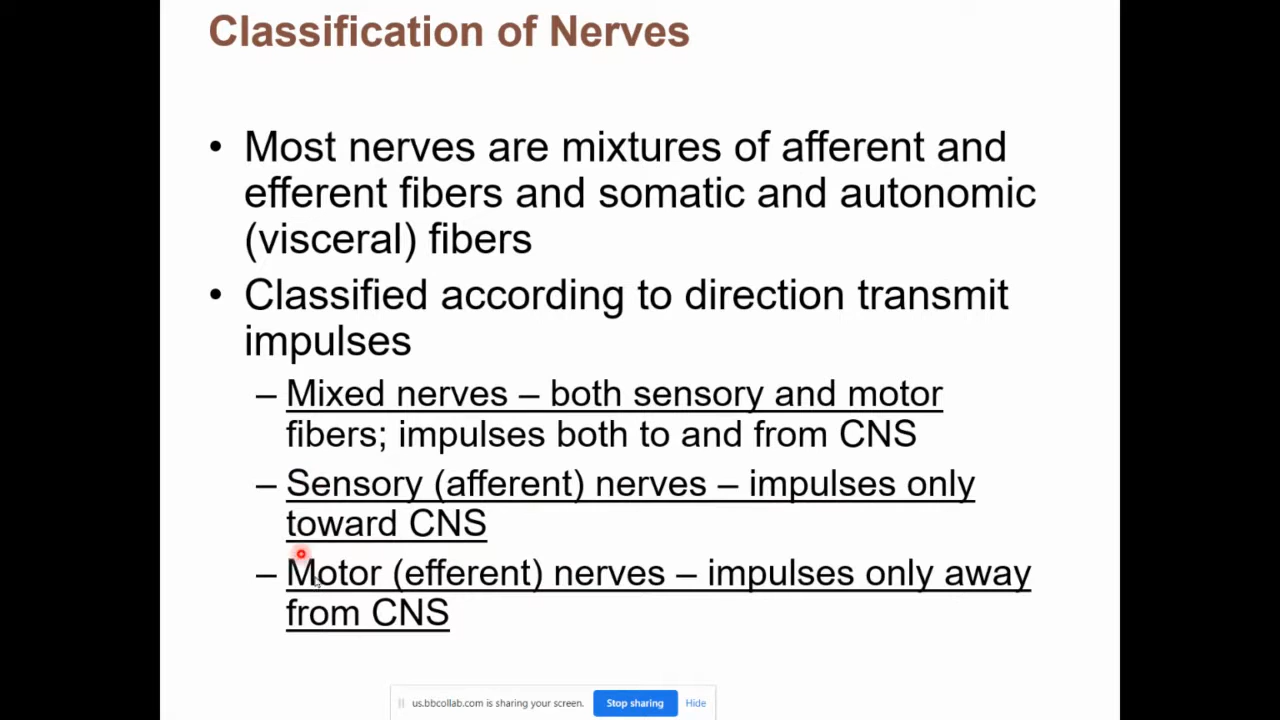 Classification of Nerves
• Most nerves are mixtures of afferent and
efferent fibers and somatic and autonomic
(visceral) fibers
• Classified according to direction transmit
impulses
– Mixed nerves – both sensory and motor
fibers; impulses both to and from CNS
– Sensory (afferent) nerves – impulses only
toward CNS
– Motor (efferent) nerves – impulses only away
from CNS
us.bbcollab.com is sharing your screen. Stop sharing Hide